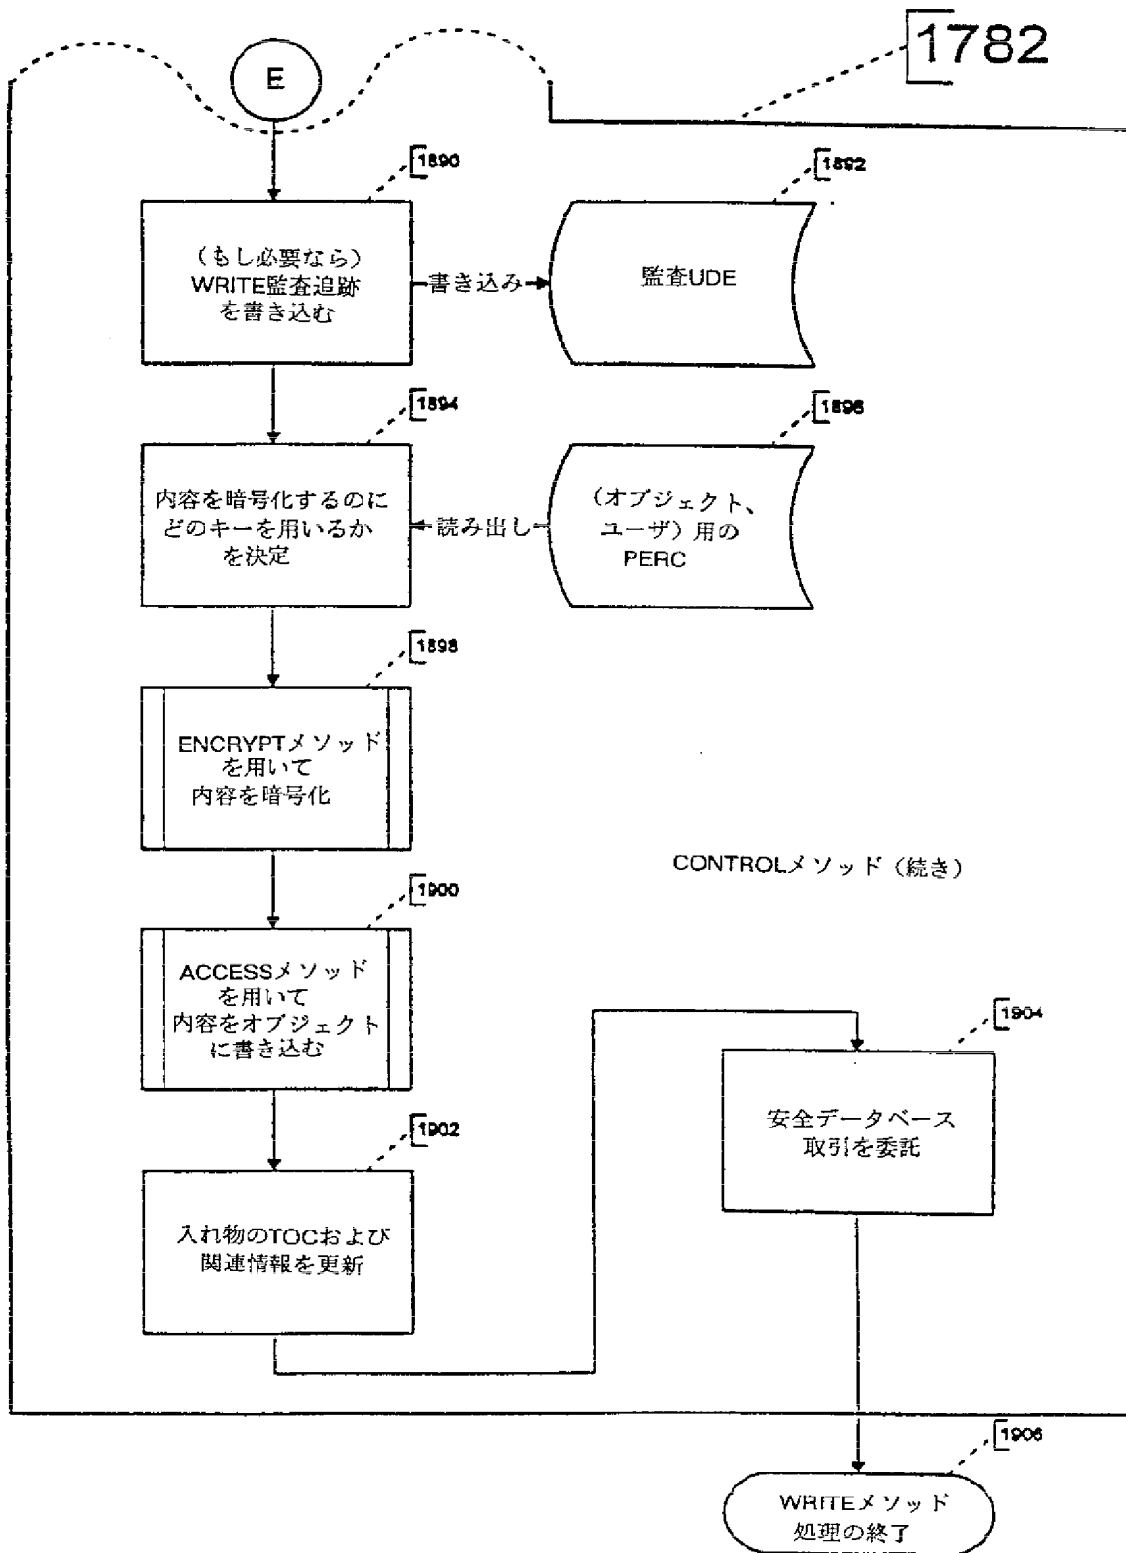 1782
E
1890
(もし必要なら)
WRITE監査追跡
を書き込む
書き込み
1892
監査UDE
1894
内容を暗号化するのに
どのキーを用いるか
を決定
読み出し
1896
(オブジェクト、
ユーザ)用の
PERC
1898
ENCRYPTメソッド
を用いて
内容を暗号化
CONTROLメソッド(続き)
1900
ACCESSメソッド
を用いて
内容をオブジェクト
に書き込む
1902
入れ物のTOCおよび
関連情報を更新
1904
安全データベース
取引を委託
1906
WRITEメソッド
処理の終了